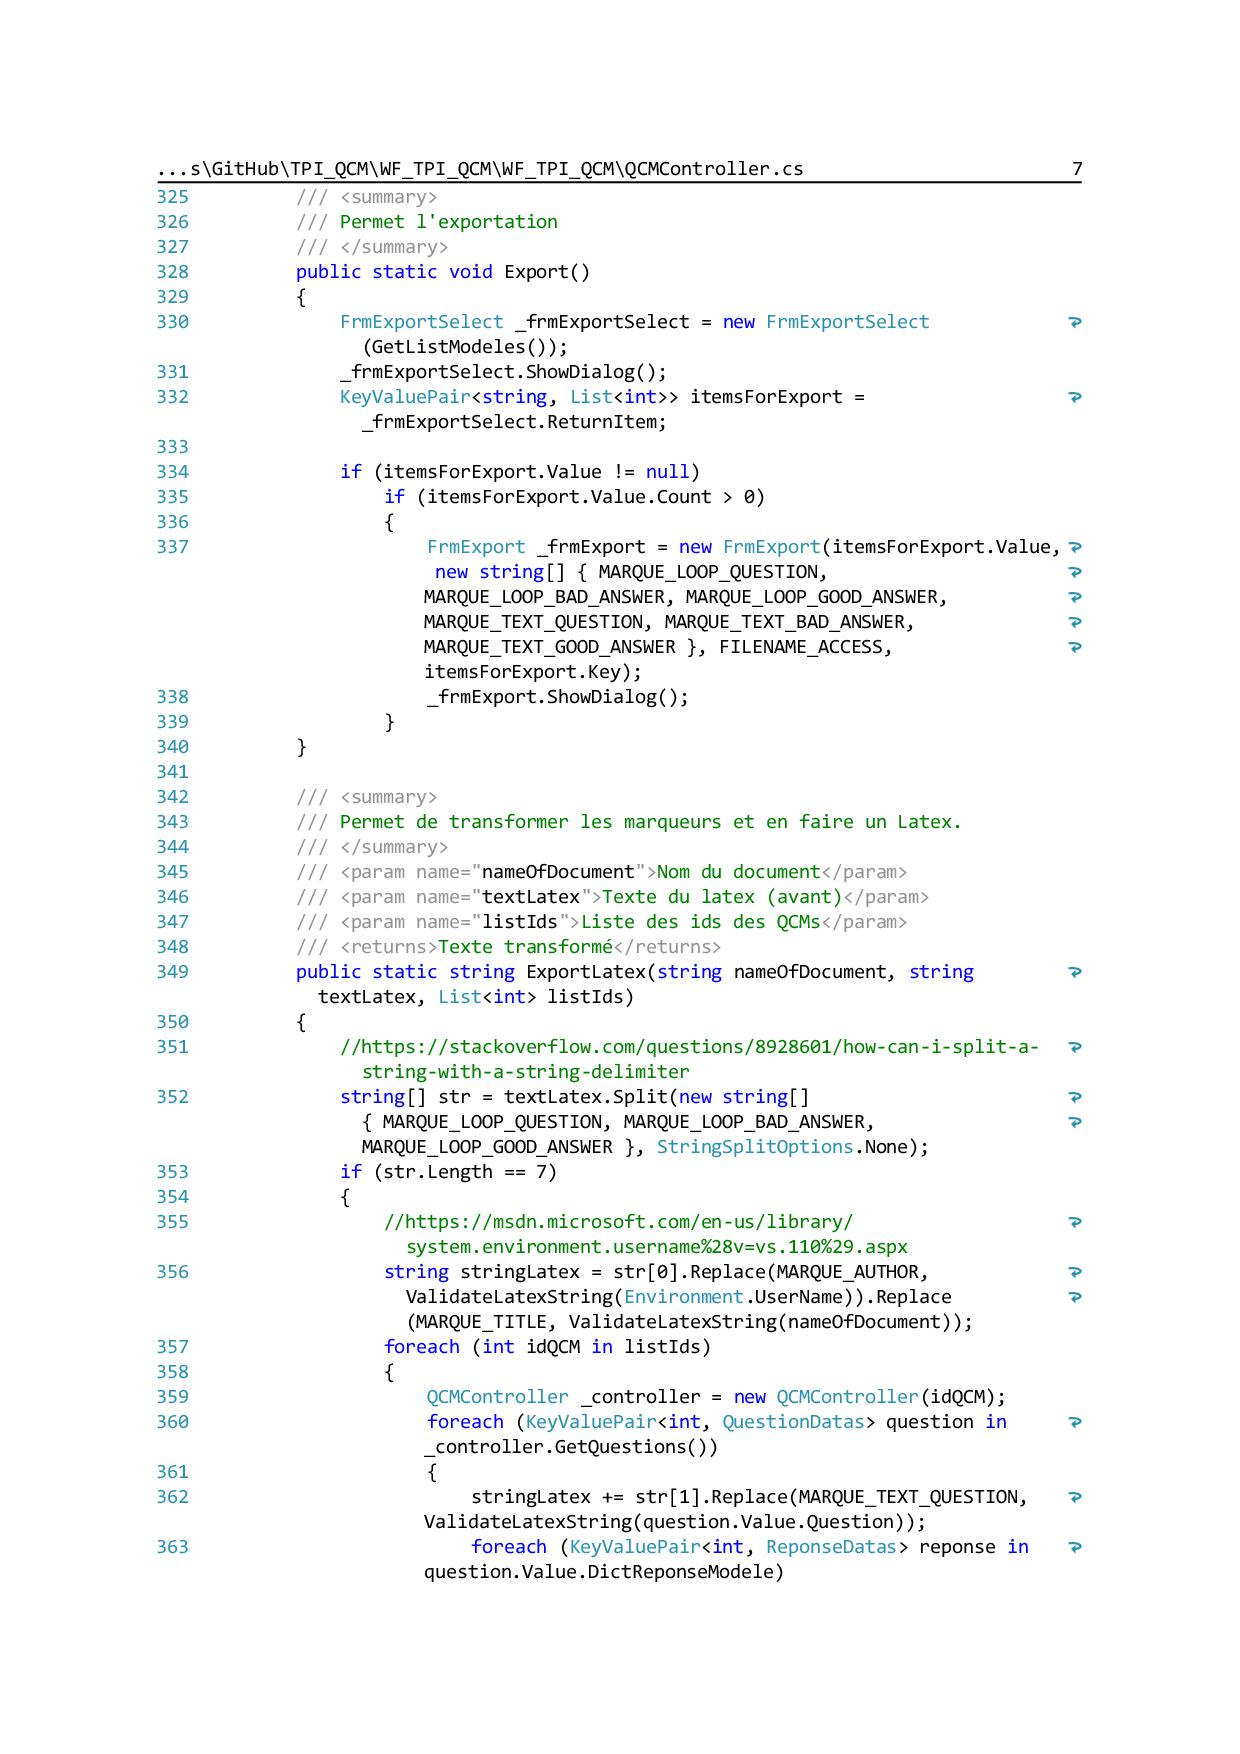 ...s\GitHub\TPI_QCM\WF_TPI_QCM\WF_TPI_QCM\QCMController.cs 7
325 /// <summary>
326 /// Permet l'exportation
327 /// </summary>
328 public static void Export()
329 {
330 FrmExportSelect _frmExportSelect = new FrmExportSelect
(GetListModeles());
331 _frmExportSelect.ShowDialog();
332 KeyValuePair<string, List<int>> itemsForExport =
_frmExportSelect.ReturnItem;
333
334 if (itemsForExport.Value != null)
335 if (itemsForExport.Value.Count > 0)
336 {
337 FrmExport _frmExport = new FrmExport(itemsForExport.Value,
new string[] { MARQUE_LOOP_QUESTION,
MARQUE_LOOP_BAD_ANSWER, MARQUE_LOOP_GOOD_ANSWER,
MARQUE_TEXT_QUESTION, MARQUE_TEXT_BAD_ANSWER,
MARQUE_TEXT_GOOD_ANSWER }, FILENAME_ACCESS,
itemsForExport.Key);
338 _frmExport.ShowDialog();
339 }
340 }
341
342 /// <summary>
343 /// Permet de transformer les marqueurs et en faire un Latex.
344 /// </summary>
345 /// <param name="nameOfDocument">Nom du document</param>
346 /// <param name="textLatex">Texte du latex (avant)</param>
347 /// <param name="listIds">Liste des ids des QCMs</param>
348 /// <returns>Texte transformé</returns>
349 public static string ExportLatex(string nameOfDocument, string
textLatex, List<int> listIds)
350 {
351 //https://stackoverflow.com/questions/8928601/how-can-i-split-a-
string-with-a-string-delimiter
352 string[] str = textLatex.Split(new string[]
{ MARQUE_LOOP_QUESTION, MARQUE_LOOP_BAD_ANSWER,
MARQUE_LOOP_GOOD_ANSWER }, StringSplitOptions.None);
353 if (str.Length == 7)
354 {
355 //https://msdn.microsoft.com/en-us/library/
system.environment.username%28v=vs.110%29.aspx
356 string stringLatex = str[0].Replace(MARQUE_AUTHOR,
ValidateLatexString(Environment.UserName)).Replace
(MARQUE_TITLE, ValidateLatexString(nameOfDocument));
357 foreach (int idQCM in listIds)
358 {
359 QCMController _controller = new QCMController(idQCM);
360 foreach (KeyValuePair<int, QuestionDatas> question in
_controller.GetQuestions())
361 {
362 stringLatex += str[1].Replace(MARQUE_TEXT_QUESTION,
ValidateLatexString(question.Value.Question));
363 foreach (KeyValuePair<int, ReponseDatas> reponse in
question.Value.DictReponseModele)